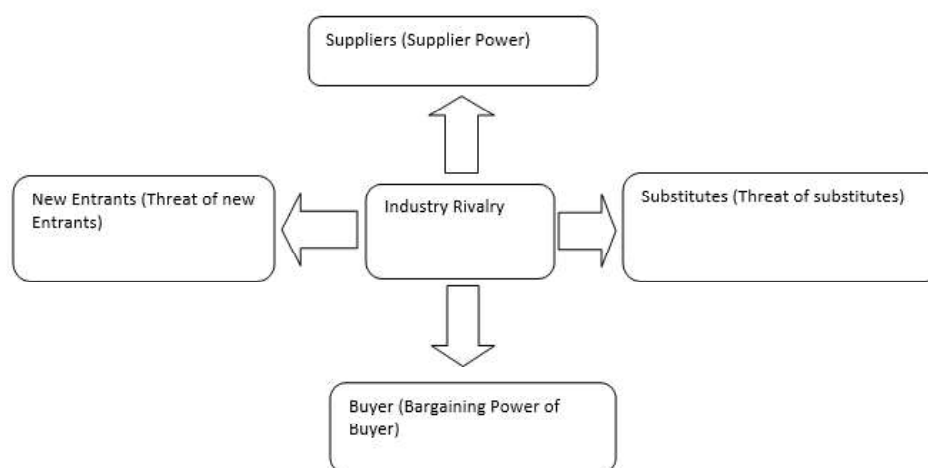 Suppliers (Supplier Power)
New Entrants (Threat of new
Entrants)
Industry Rivalry
Substitutes (Threat of substitutes)
Buyer (Bargaining Power of
Buyer)